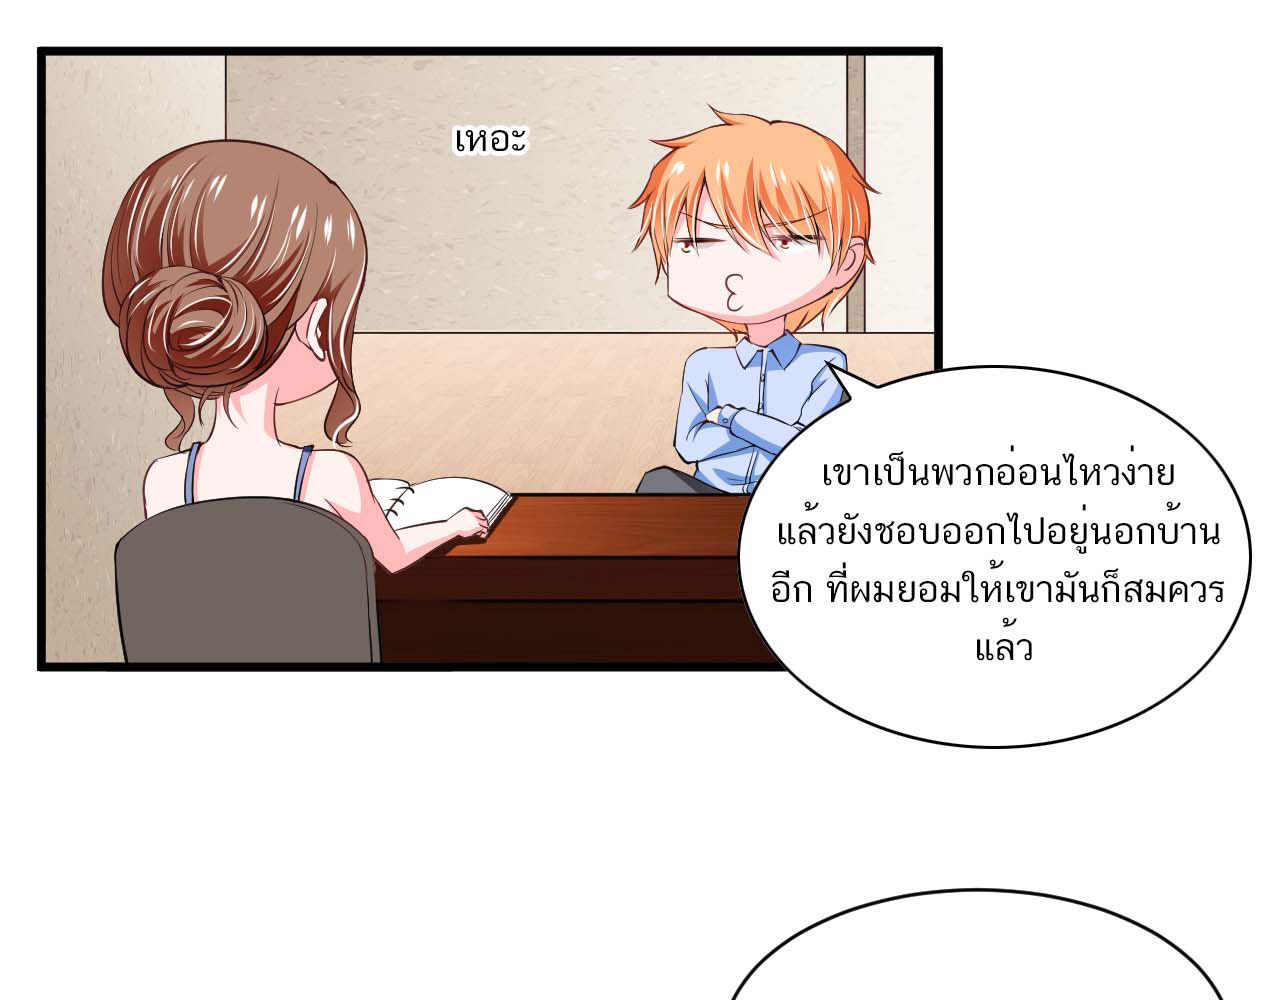 เหอะ
เขาเป็นพวกอ่อนไหวง่าย
แล้วยังชอบออกไปอยู่นอกบ้าน
อีก ที่ผมยอมให้เขามันก็สมควร
แล้ว